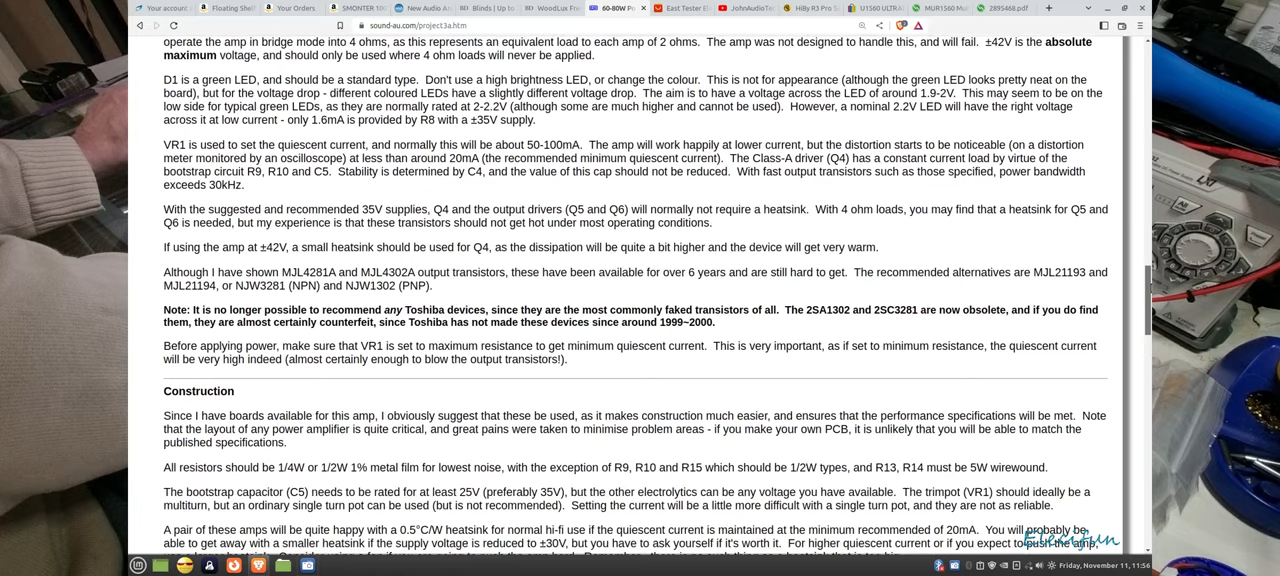 Your account
Floating Shelf
Your Orders
SMONTER 100
New Audio An
Blinds | Up to
WoodLux Fr
60-80W P
East Tester El
JohnAudioTec
HiBy R3 Pro S
U1560 ULTRA
MUR1560 Mu
2895468.pdf
sound-au.com/project3a.htm
operate the amp in bridge mode into 4 ohms, as this represents an equivalent load to each amp of 2 ohms. The amp was not designed to handle this, and will fail. ±42V is the absolute
maximum voltage, and should only be used where 4 ohm loads will never be applied.
D1 is a green LED, and should be a standard type. Don't use a high brightness LED, or change the colour. This is not for appearance (although the green LED looks pretty neat on the
board), but for the voltage drop - different coloured LEDs have a slightly different voltage drop. The aim is to have a voltage across the LED of around 1.9-2V. This may seem to be on the
low side for typical green LEDs, as they are normally rated at 2-2.2V (although some are much higher and cannot be used). However, a nominal 2.2V LED will have the right voltage
across it at low current - only 1.6mA is provided by R8 with a ±35V supply.
VR1 is used to set the quiescent current, and normally this will be about 50-100mA. The amp will work happily at lower current, but the distortion starts to be noticeable (on a distortion
meter monitored by an oscilloscope) at less than around 20mA (the recommended minimum quiescent current). The Class-A driver (Q4) has a constant current load by virtue of the
bootstrap circuit R9, R10 and C5. Stability is determined by C4, and the value of this cap should not be reduced. With fast output transistors such as those specified, power bandwidth
exceeds 30kHz.
With the suggested and recommended 35V supplies, Q4 and the output drivers (Q5 and Q6) will normally not require a heatsink. With 4 ohm loads, you may find that a heatsink for Q5 and
Q6 is needed, but my experience is that these transistors should not get hot under most operating conditions.
If using the amp at ±42V, a small heatsink should be used for Q4, as the dissipation will be quite a bit higher and the device will get very warm.
Although I have shown MJL4281A and MJL4302A output transistors, these have been available for over 6 years and are still hard to get. The recommended alternatives are MJL21193 and
MJL21194, or NJW3281 (NPN) and NJW1302 (PNP).
Note: It is no longer possible to recommend any Toshiba devices, since they are the most commonly faked transistors of all. The 2SA1302 and 2SC3281 are now obsolete, and if you do find
them, they are almost certainly counterfeit, since Toshiba has not made these devices since around 1999~2000.
Before applying power, make sure that VR1 is set to maximum resistance to get minimum quiescent current. This is very important, as if set to minimum resistance, the quiescent current
will be very high indeed (almost certainly enough to blow the output transistors!).
Construction
Since I have boards available for this amp, I obviously suggest that these be used, as it makes construction much easier, and ensures that the performance specifications will be met. Note
that the layout of any power amplifier is quite critical, and great pains were taken to minimise problem areas - if you make your own PCB, it is unlikely that you will be able to match the
published specifications.
All resistors should be 1/4W or 1/2W 1% metal film for lowest noise, with the exception of R9, R10 and R15 which should be 1/2W types, and R13, R14 must be 5W wirewound.
The bootstrap capacitor (C5) needs to be rated for at least 25V (preferably 35V), but the other electrolytics can be any voltage you have available. The trimpot (VR1) should ideally be a
multiturn, but an ordinary single turn pot can be used (but is not recommended). Setting the current will be a little more difficult with a single turn pot, and they are not as reliable.
A pair of these amps will be quite happy with a 0.5°C/W heatsink for normal hi-fi use if the quiescent current is maintained at the minimum recommended of 20mA. You will probably be
able to get away with a smaller heatsink if the supply voltage is reduced to ±30V, but you have to ask yourself if it's worth it. For higher quiescent current or if you expect to push the amp,
Elecifun
Friday, November 11, 11:56